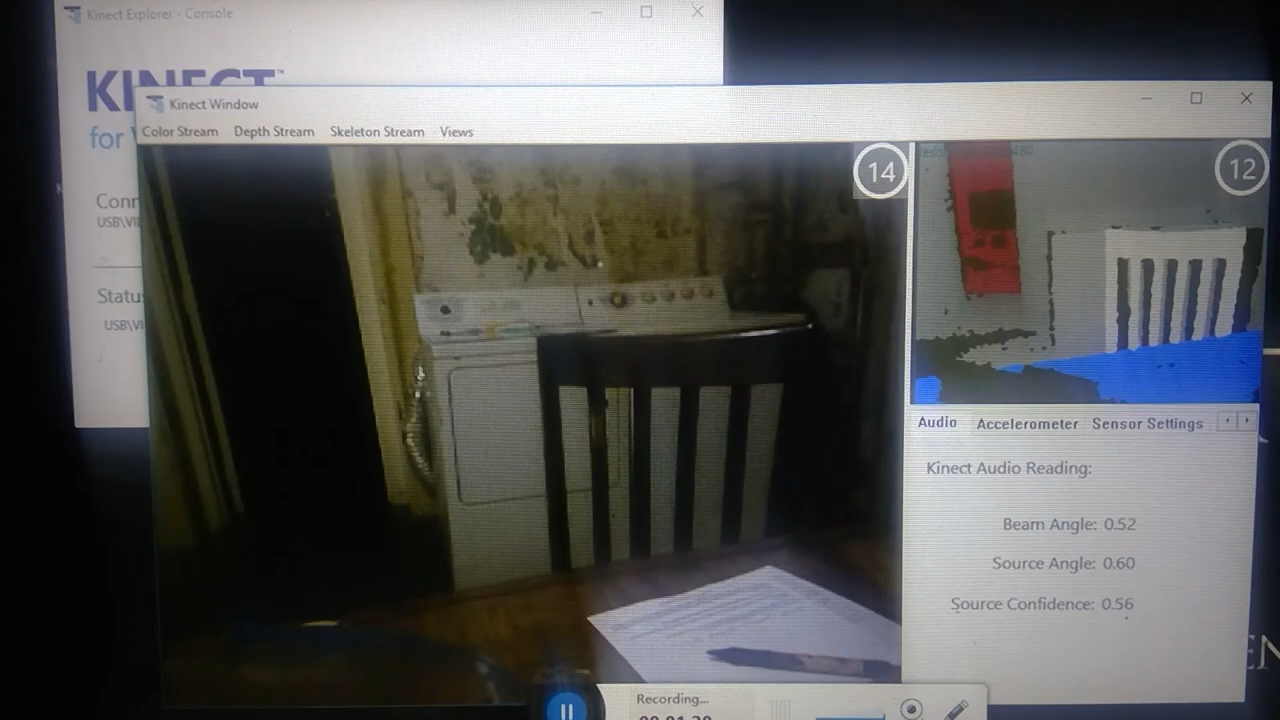 Kinect Explorer - Console
KINECT™
for
Kinect Window
Color Stream
Depth Stream
Skeleton Stream
Views
14
12
Conn
USB\VI
Status
USB\VI
Audio
Accelerometer
Sensor Settings
Kinect Audio Reading:
Beam Angle: 0.52
Source Angle: 0.60
Source Confidence: 0.56
EN
Recording...